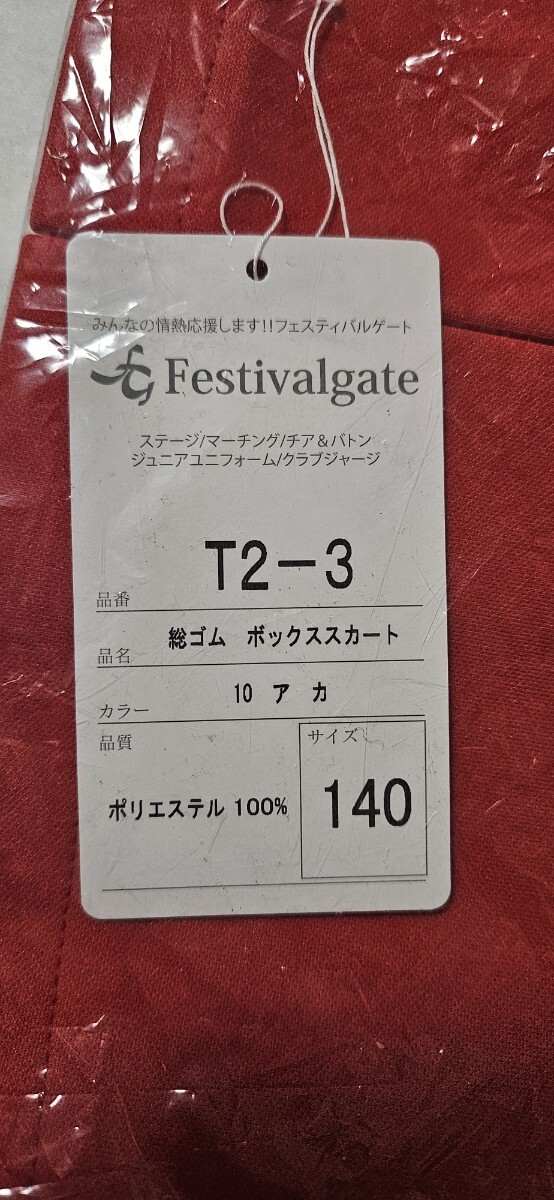 みんなの情熱応援します!!フェスティバルゲート
Festivalgate
ステージ/マーチング/チア&バトン
ジュニアユニフォーム/クラブジャージ
品番 T2-3
品名 総ゴム ボックススカート
カラー 10 アカ
品質 ポリエステル 100%
サイズ 140